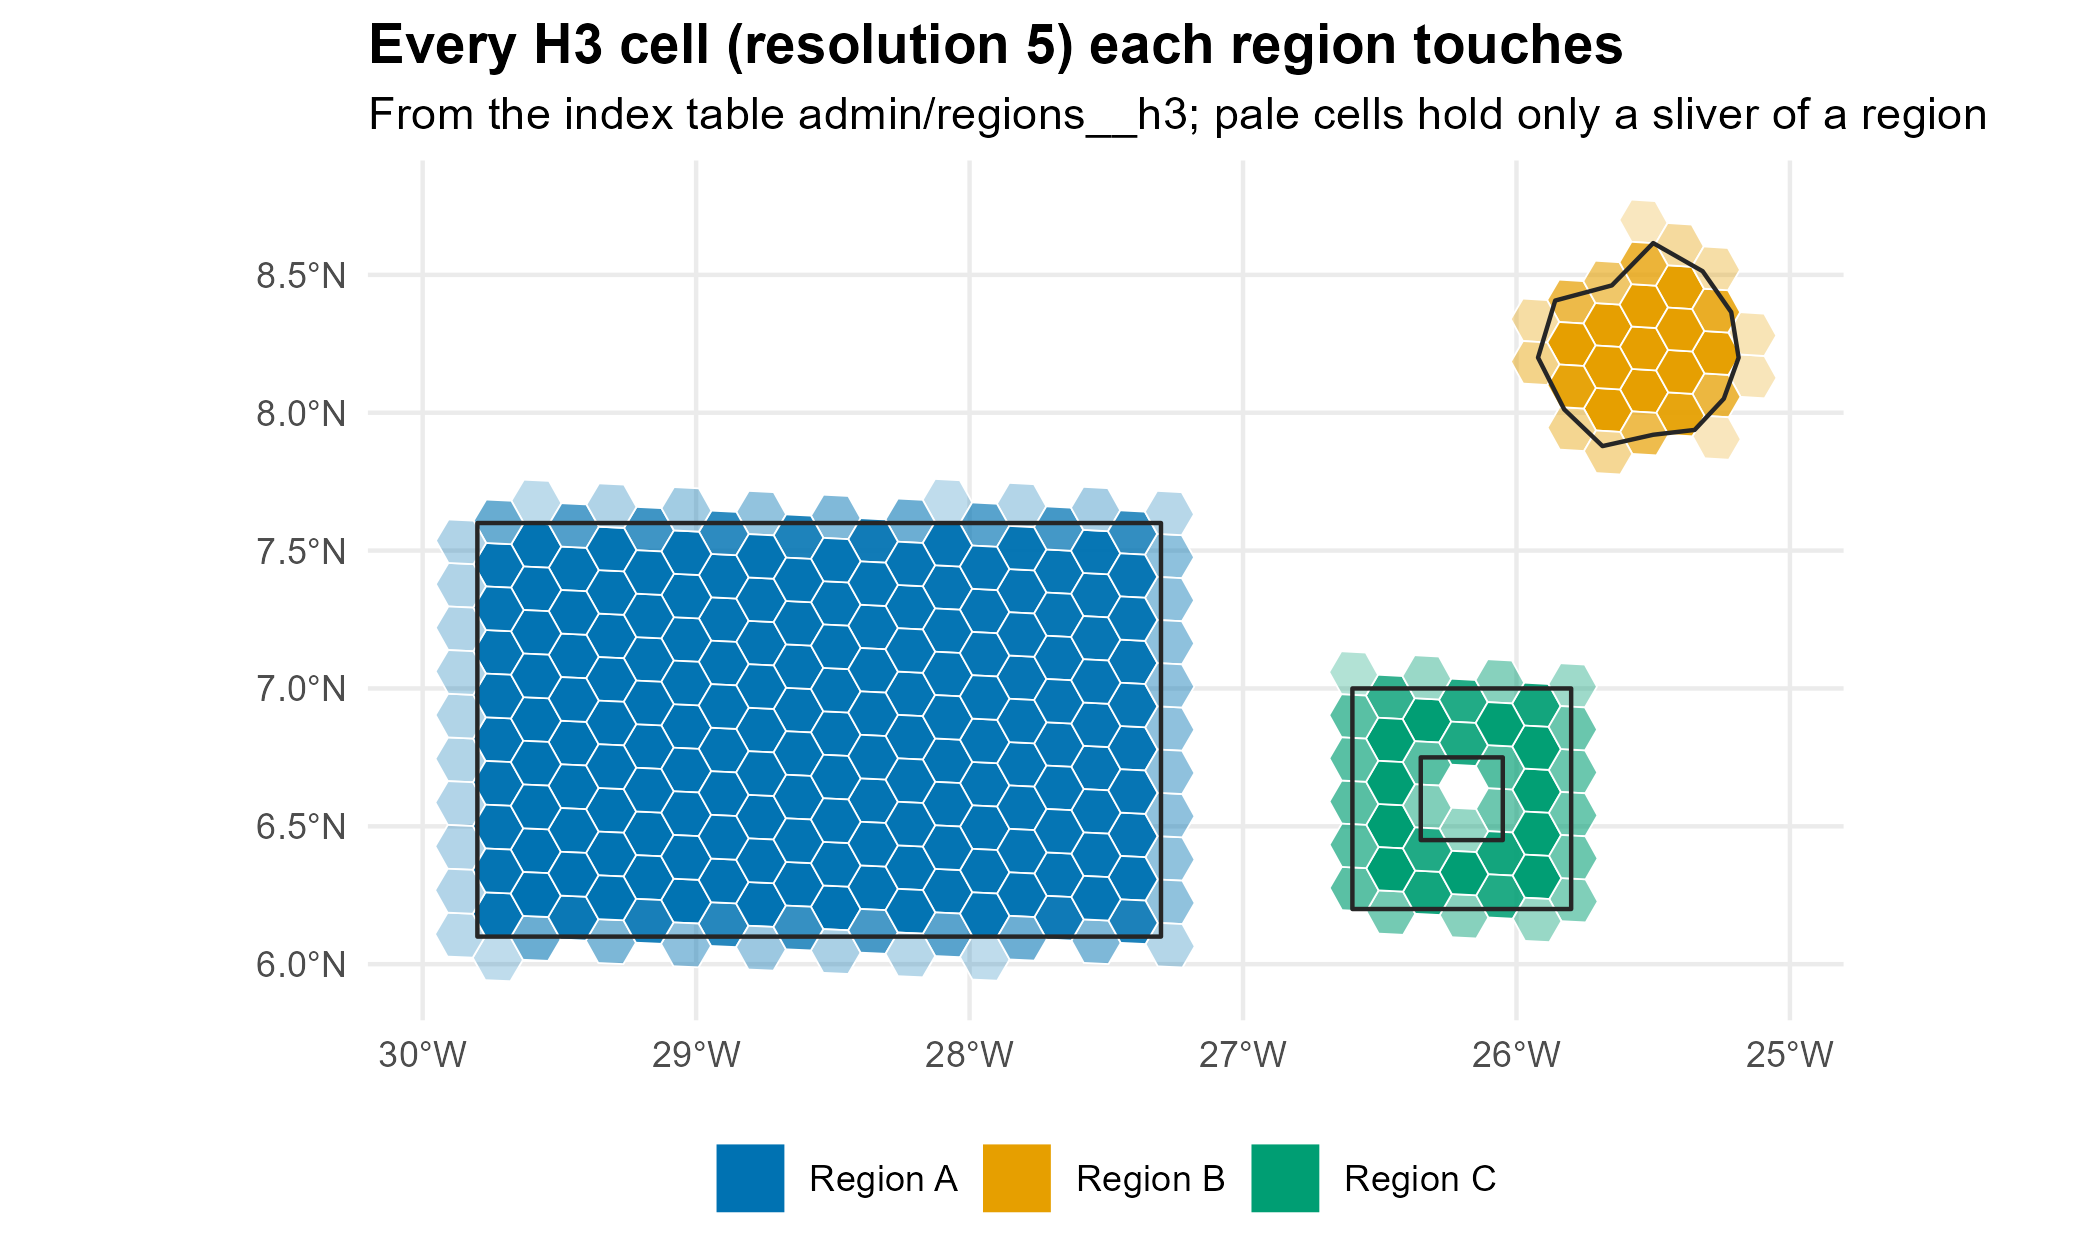 Every H3 cell (resolution 5) each region touches
From the index table admin/regions__h3; pale cells hold only a sliver of a region
8.5°N
8.0°N
7.5°N
7.0°N
6.5°N
6.0°N
30°W 29°W 28°W 27°W 26°W 25°W
Region A Region B Region C